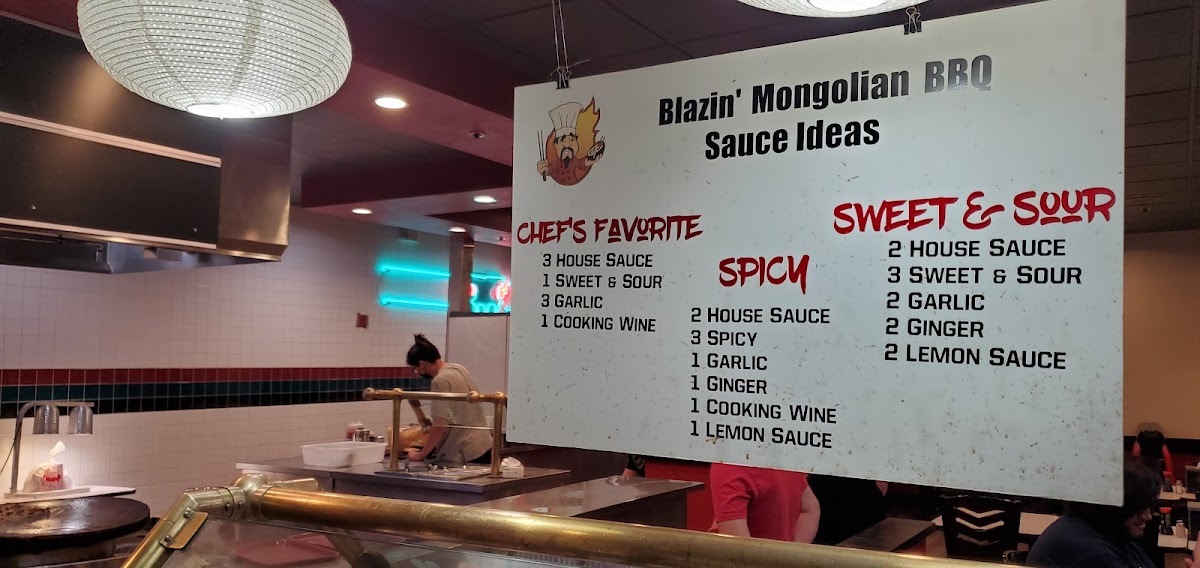 Blazin' Mongolian BBQ
Sauce Ideas
CHEF'S FAVORITE
3 HOUSE SAUCE
1 SWEET & SOUR
3 GARLIC
1 COOKING WINE
SPICY
2 HOUSE SAUCE
3 SPICY
1 GARLIC
1 GINGER
1 COOKING WINE
1 LEMON SAUCE
SWEET & SOUR
2 HOUSE SAUCE
3 SWEET & SOUR
2 GARLIC
2 GINGER
2 LEMON SAUCE